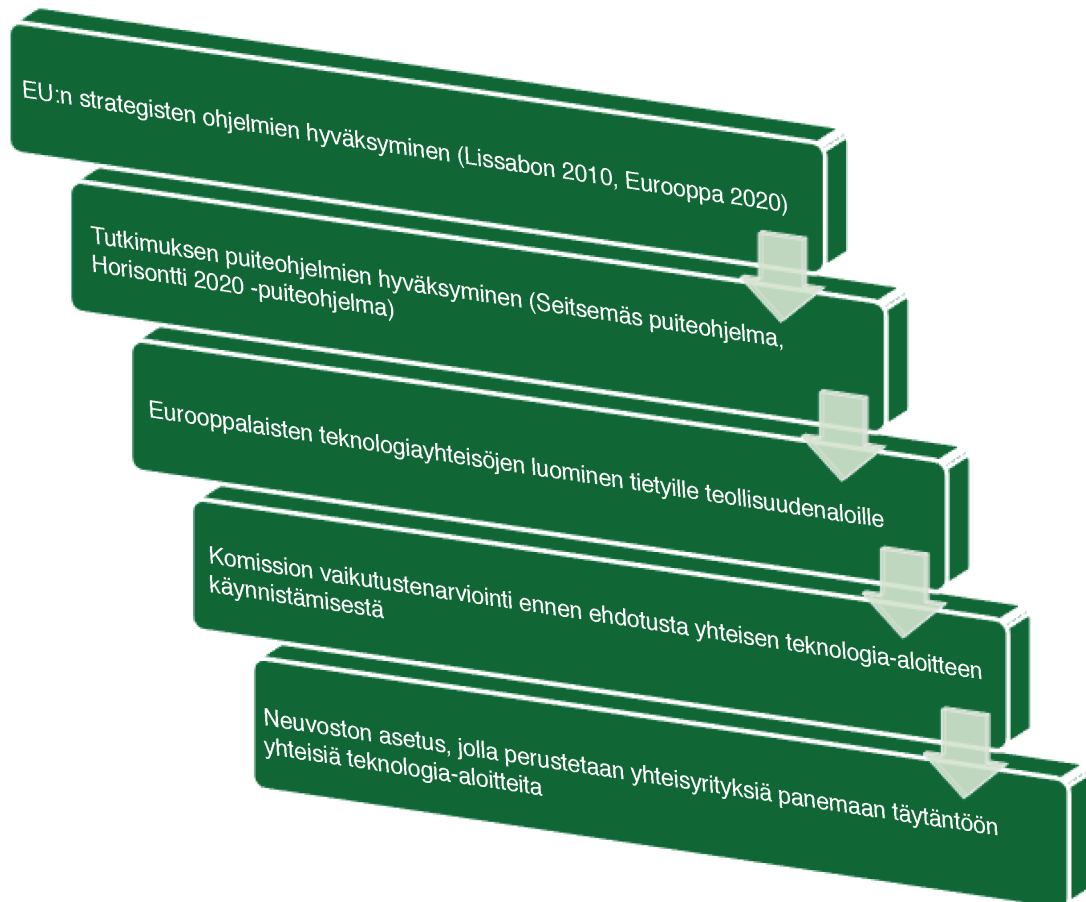 EU:n strategisten ohjelmien hyväksyminen (Lissabon 2010, Eurooppa 2020)
Tutkimuksen puiteohjelmien hyväksyminen (Seitsemäs puiteohjelma,
Horisontti 2020 -puiteohjelma)
Eurooppalaisten teknologiayhteisöjen luominen tietyille teollisuudenaloille
Komission vaikutustenarviointi ennen ehdotusta yhteisen teknologia-aloitteen
käynnistämisestä
Neuvoston asetus, jolla perustetaan yhteisyrityksiä panemaan täytäntöön
yhteisiä teknologia-aloitteita